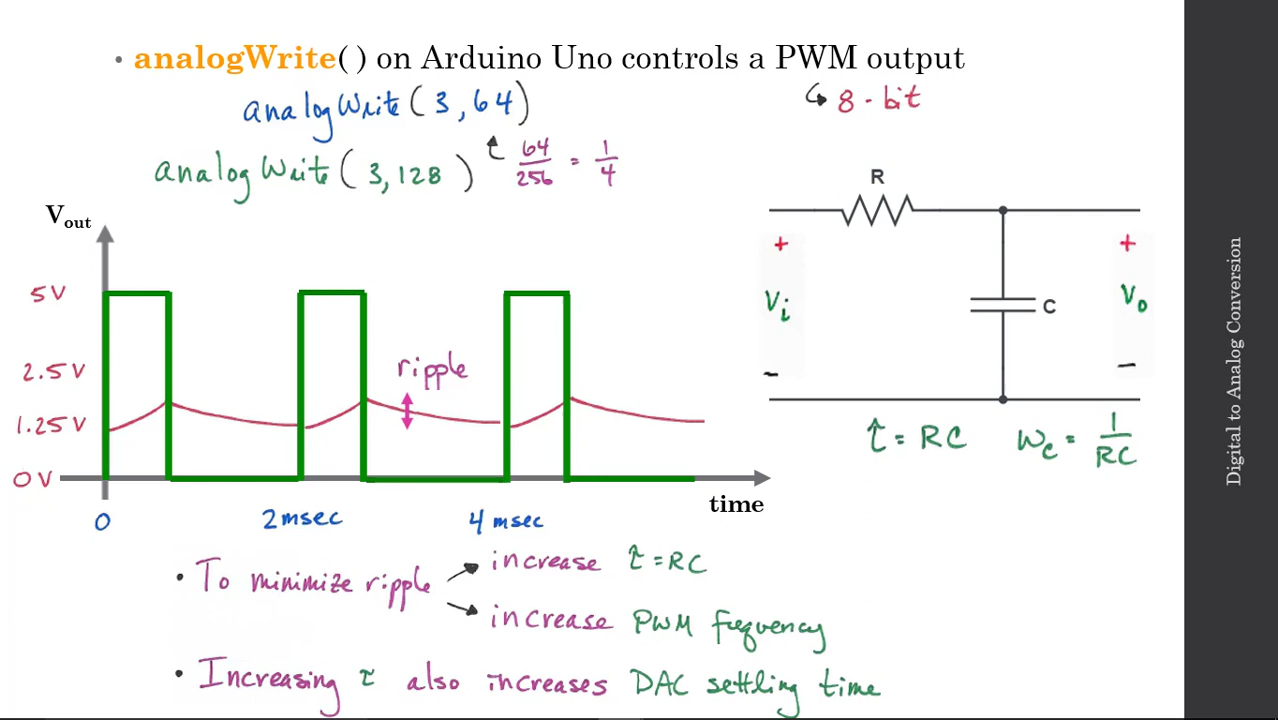 • analogWrite() on Arduino Uno controls a PWM output
analogWrite(3,64)
↳ 8-bit
analogWrite(3,128)
64/256 = 1/4
Vout
5V
2.5V
1.25V
0V
ripple
0
2msec
4msec
time
R
C
+
Vi
-
+
Vo
-
τ = RC
ωc = 1/RC
• To minimize ripple
increase τ=RC
increase PWM frequency
• Increasing τ also increases DAC settling time
Digital to Analog Conversion